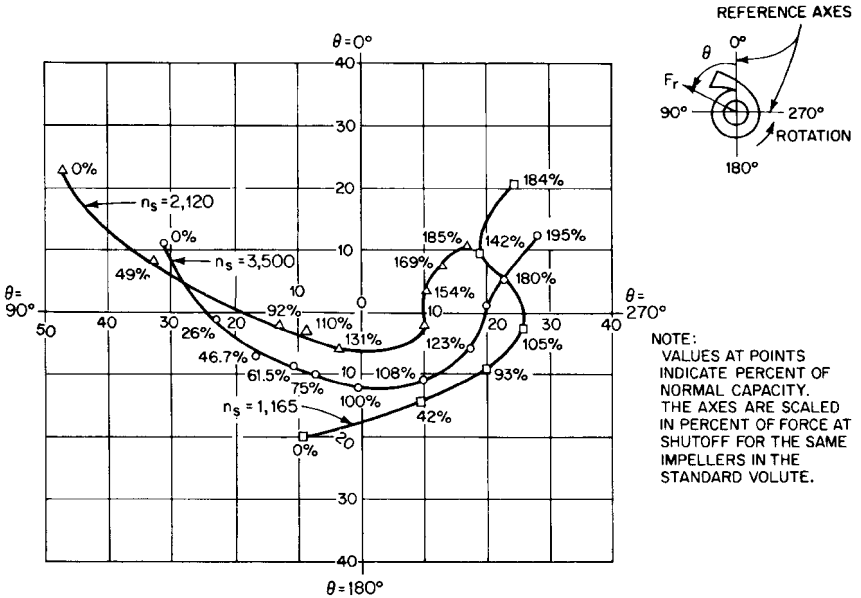 REFERENCE AXES
0°
θ
Fr
90°
270°
ROTATION
180°
θ=0°
40
30
20
10
0
10
20
30
40
θ=180°
θ=
90°
50
40
30
20
10
10
20
30
40
θ=
270°
0%
ns=2,120
49%
92%
110%
131%
154%
169%
185%
0%
ns=3,500
26%
46.7%
61.5%
75%
100%
108%
123%
180%
195%
ns=1,165
0%
42%
93%
105%
142%
184%
NOTE:
VALUES AT POINTS
INDICATE PERCENT OF
NORMAL CAPACITY.
THE AXES ARE SCALED
IN PERCENT OF FORCE AT
SHUTOFF FOR THE SAME
IMPELLERS IN THE
STANDARD VOLUTE.